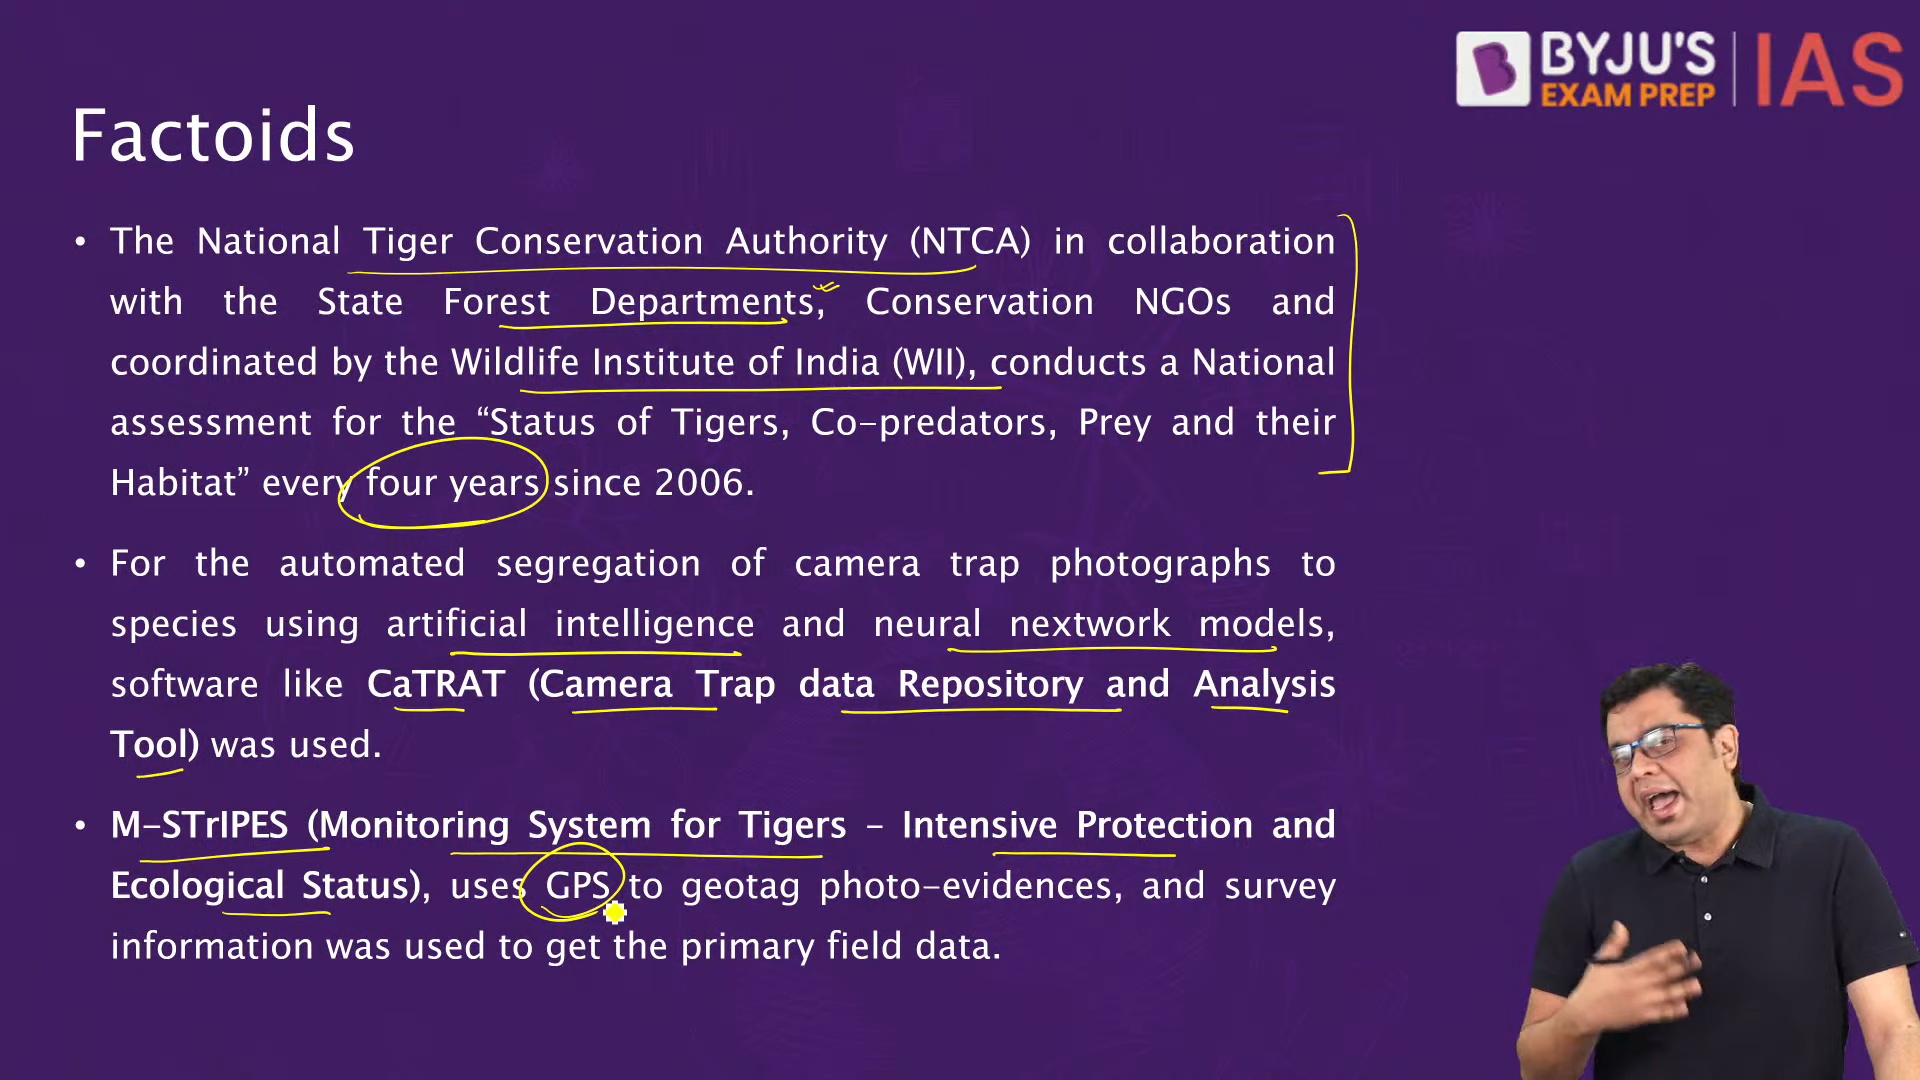 BYJU'S
EXAM PREP
IAS
Factoids
• The National Tiger Conservation Authority (NTCA) in collaboration
with the State Forest Departments, Conservation NGOs and
coordinated by the Wildlife Institute of India (WII), conducts a National
assessment for the “Status of Tigers, Co-predators, Prey and their
Habitat” every four years since 2006.
• For the automated segregation of camera trap photographs to
species using artificial intelligence and neural nextwork models,
software like CaTRAT (Camera Trap data Repository and Analysis
Tool) was used.
• M-STrIPES (Monitoring System for Tigers – Intensive Protection and
Ecological Status), uses GPS to geotag photo-evidences, and survey
information was used to get the primary field data.